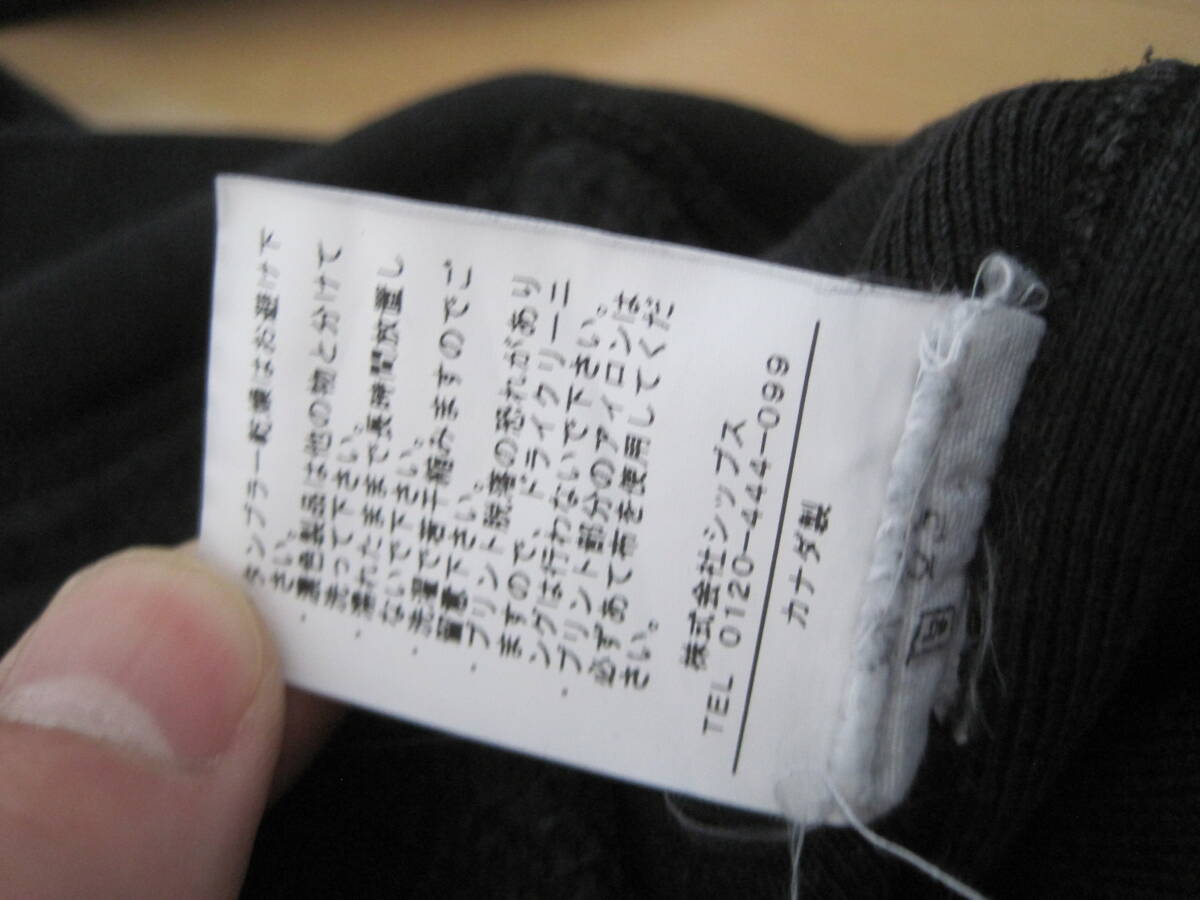 ・タンブラー乾燥はお避け下
さい。
・濃色製品は他の物と分けて
洗って下さい。
・濡れたままで長時間放置し
ないで下さい。
・洗濯で若干縮みますのでご
留意下さい。
・プリント脱落の恐れがあり
ますので、ドライクリーニ
ングは行わないで下さい。
・プリント部分のアイロンは
必ずあて布を使用してくだ
さい。
株式会社シップス
TEL 0120-444-099
カナダ製